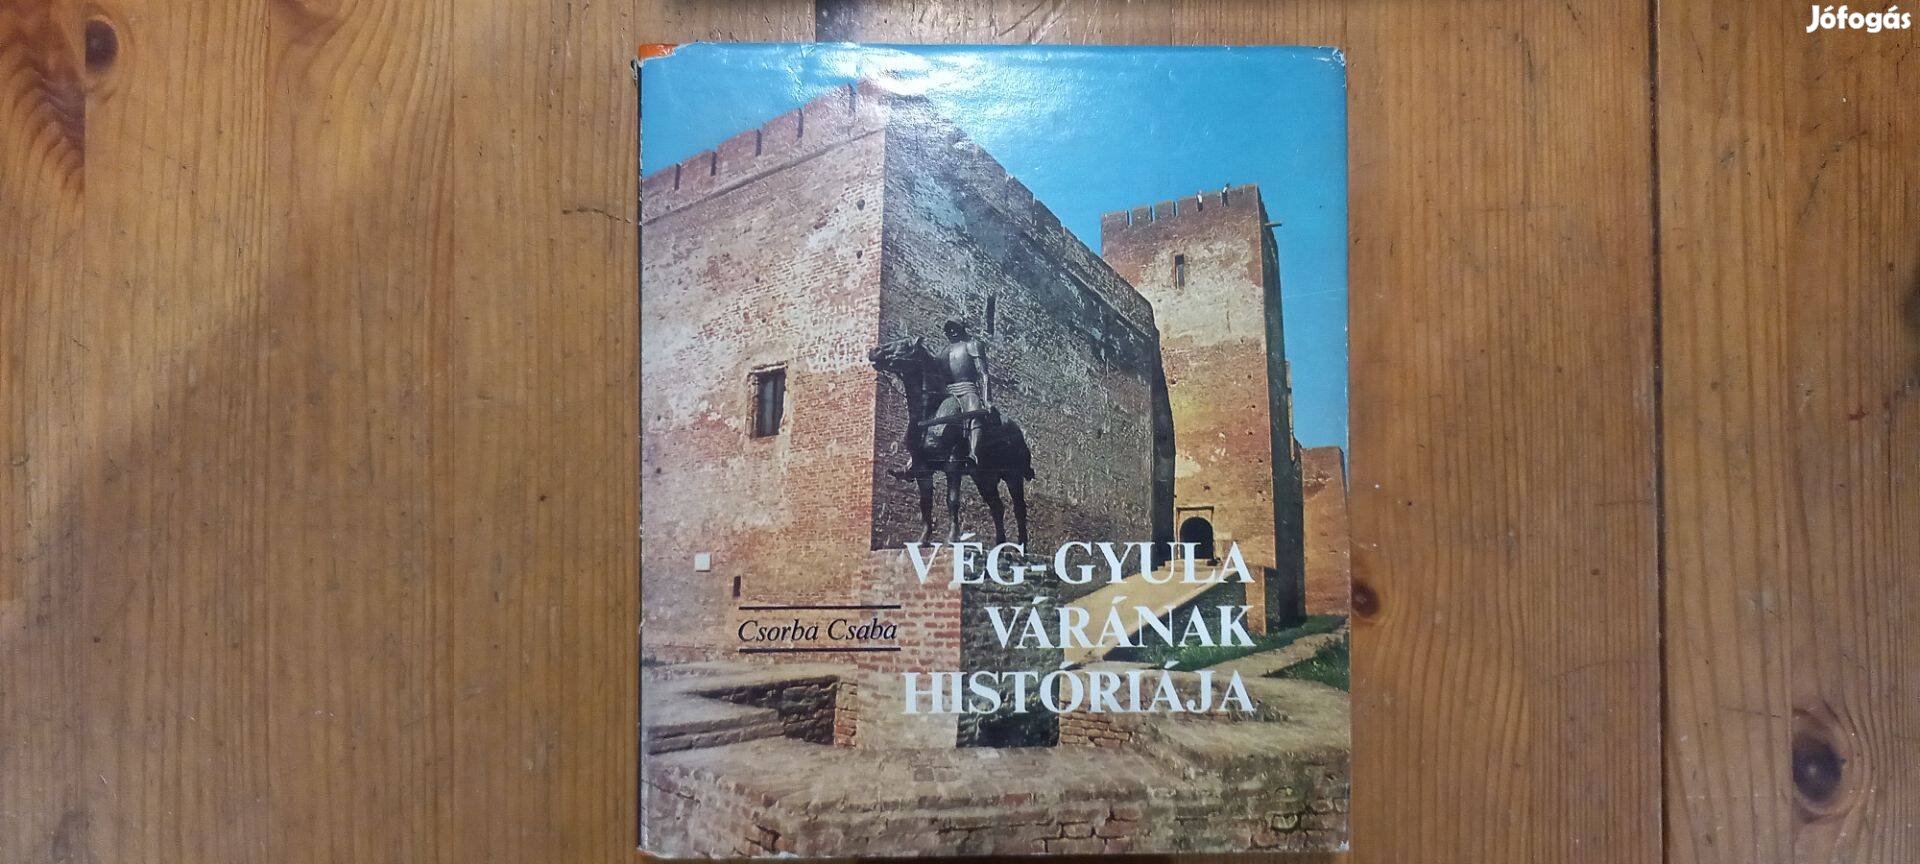 Jófogás
VÉG-GYULA
VÁRÁNAK
HISTÓRIÁJA
Csorba Csaba